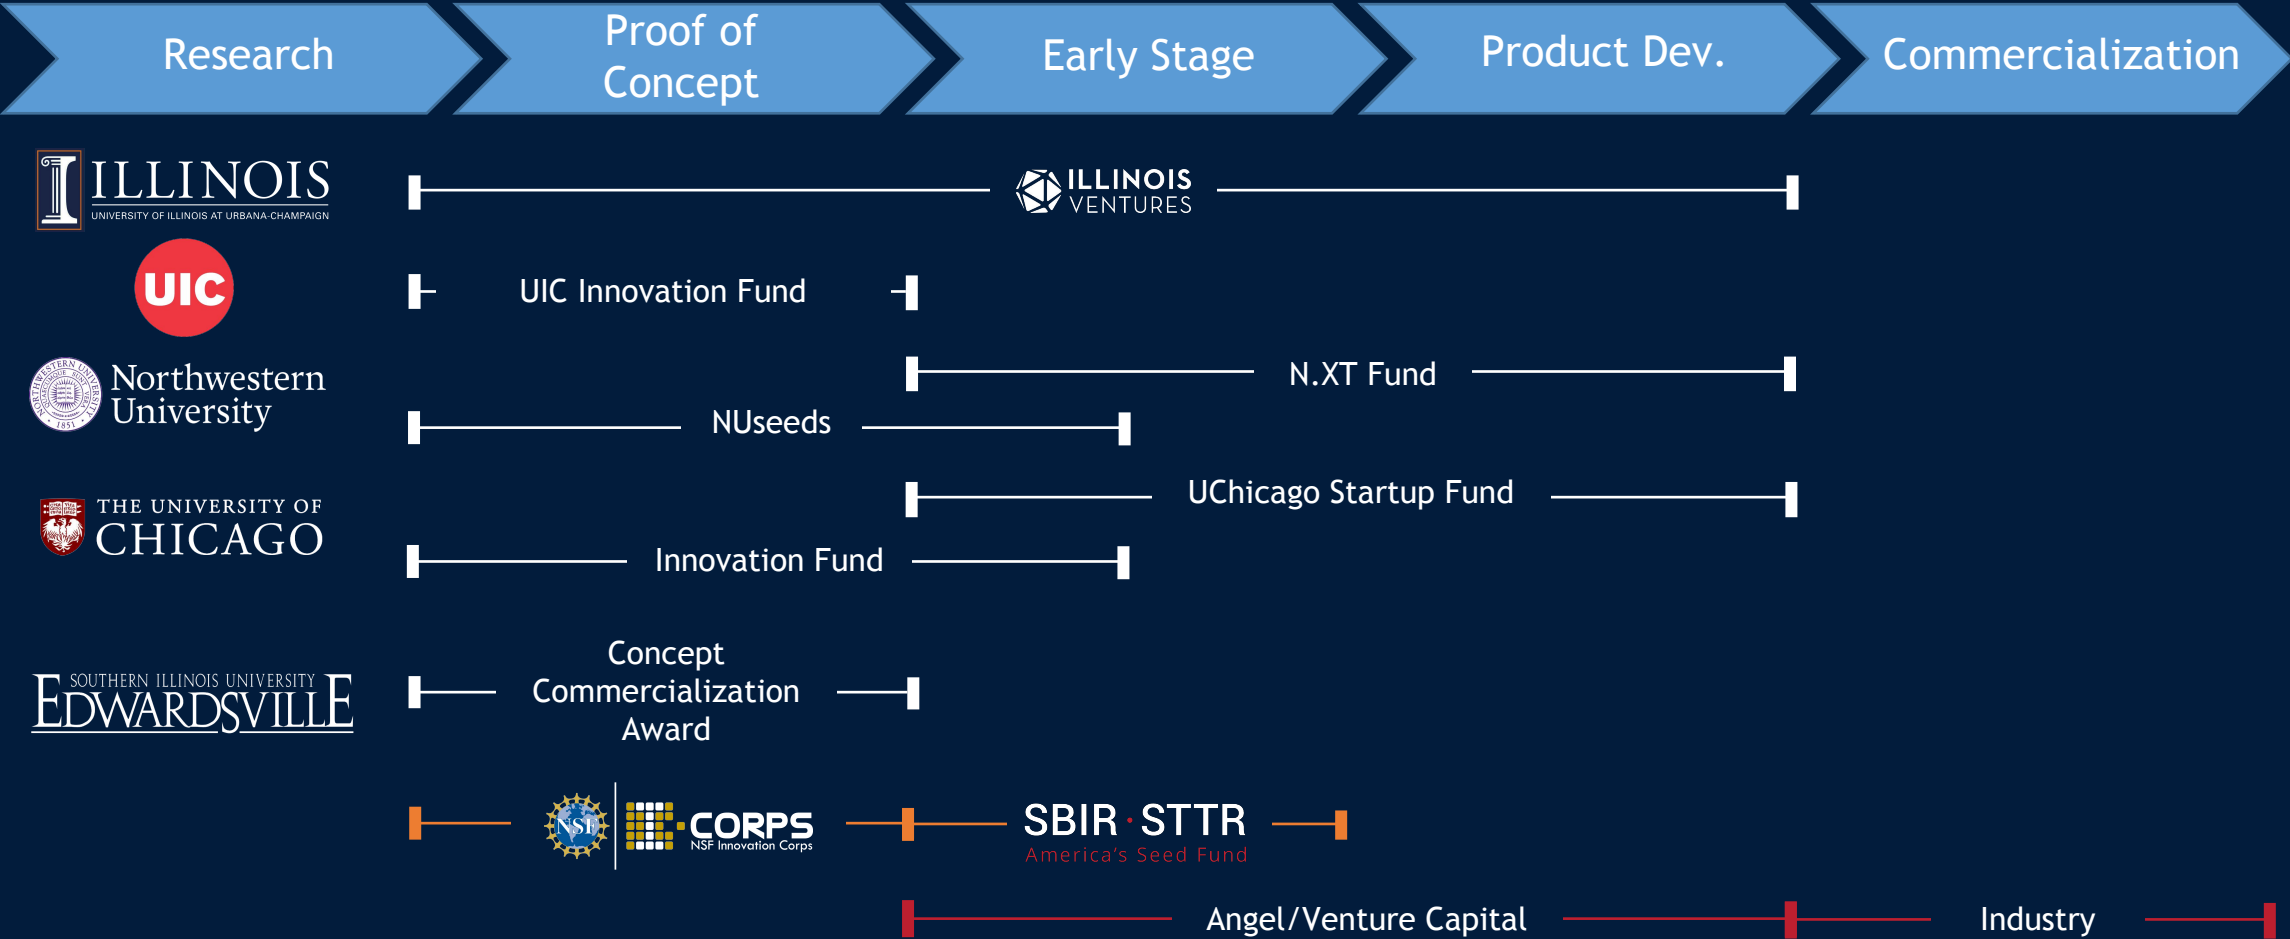 Research
Proof of
Concept
Early Stage
Product Dev.
Commercialization
ILLINOIS
UNIVERSITY OF ILLINOIS AT URBANA-CHAMPAIGN
ILLINOIS
VENTURES
UIC
UIC Innovation Fund
NORTHWESTERN UNIVERSITY
1851
Northwestern
University
N.XT Fund
NUseeds
THE UNIVERSITY OF
CHICAGO
UChicago Startup Fund
Innovation Fund
SOUTHERN ILLINOIS UNIVERSITY
EDWARDSVILLE
Concept
Commercialization
Award
NSF
I-CORPS
NSF Innovation Corps
SBIR·STTR
America's Seed Fund
Angel/Venture Capital
Industry